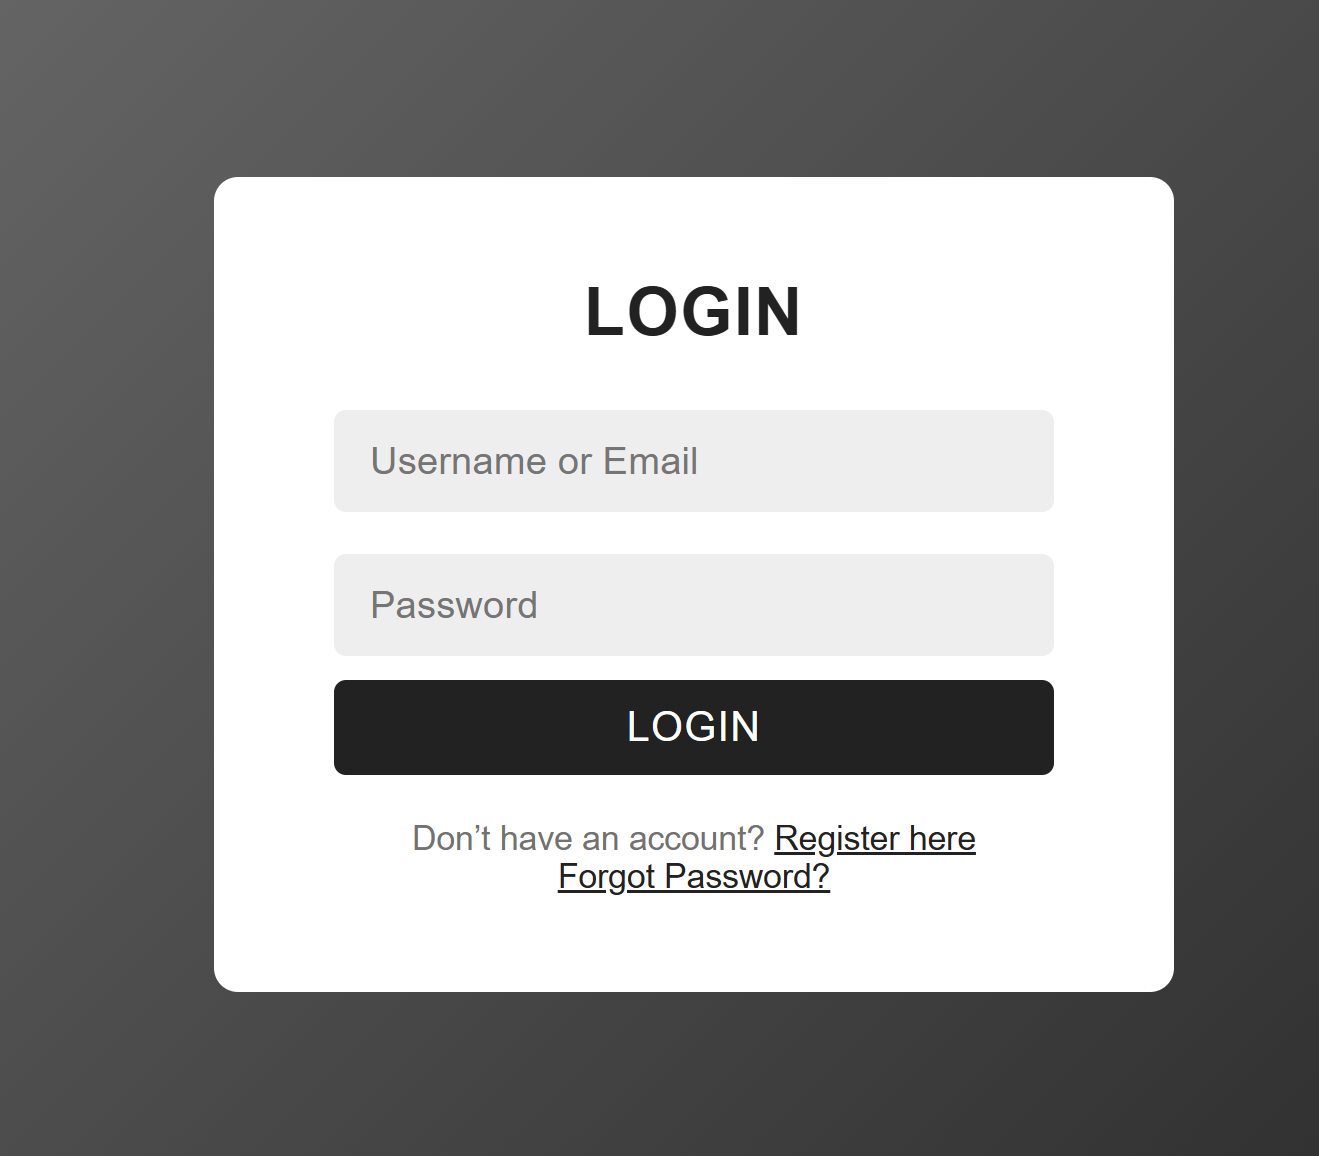 LOGIN
Username or Email
Password
LOGIN
Don’t have an account? Register here
Forgot Password?